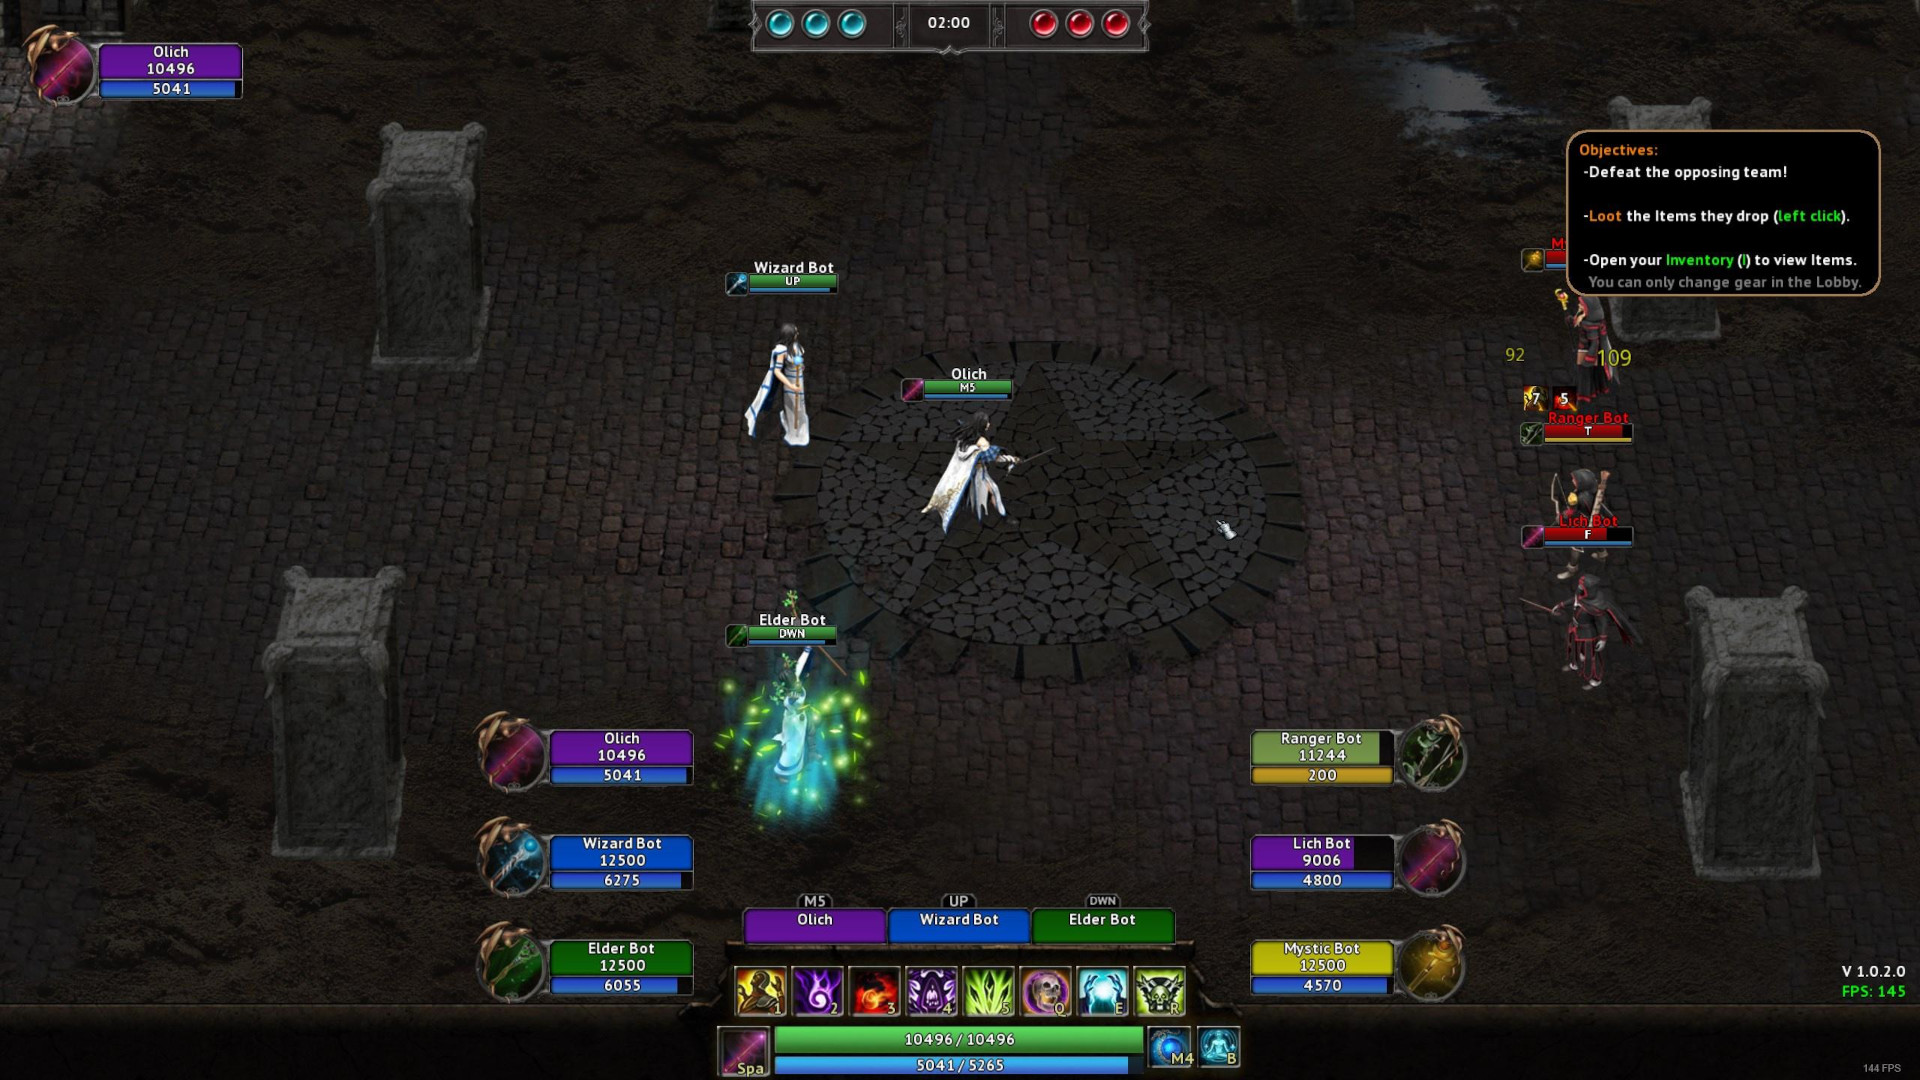 02:00
Olich
10496
5041
Objectives:
-Defeat the opposing team!
-Loot the Items they drop (left click).
-Open your Inventory (I) to view Items.
You can only change gear in the Lobby.
Wizard Bot
UP
Olich
M5
92
109
7 5
Ranger Bot
T
Lich Bot
F
Elder Bot
DWN
Olich
10496
5041
Wizard Bot
12500
6275
Elder Bot
12500
6055
Ranger Bot
11244
200
Lich Bot
9006
4800
Mystic Bot
12500
4570
M5 UP DWN
Olich Wizard Bot Elder Bot
1 2 3 4 5 Q E R
Spa
10496 / 10496
5041 / 5265
M4 B
V 1.0.2.0
FPS: 145
144 FPS